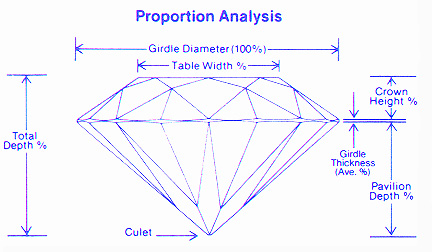 Proportion Analysis
Girdle Diameter (100%)
Table Width %
Crown
Height %
Total
Depth %
Girdle
Thickness
(Ave. %)
Pavilion
Depth %
Culet